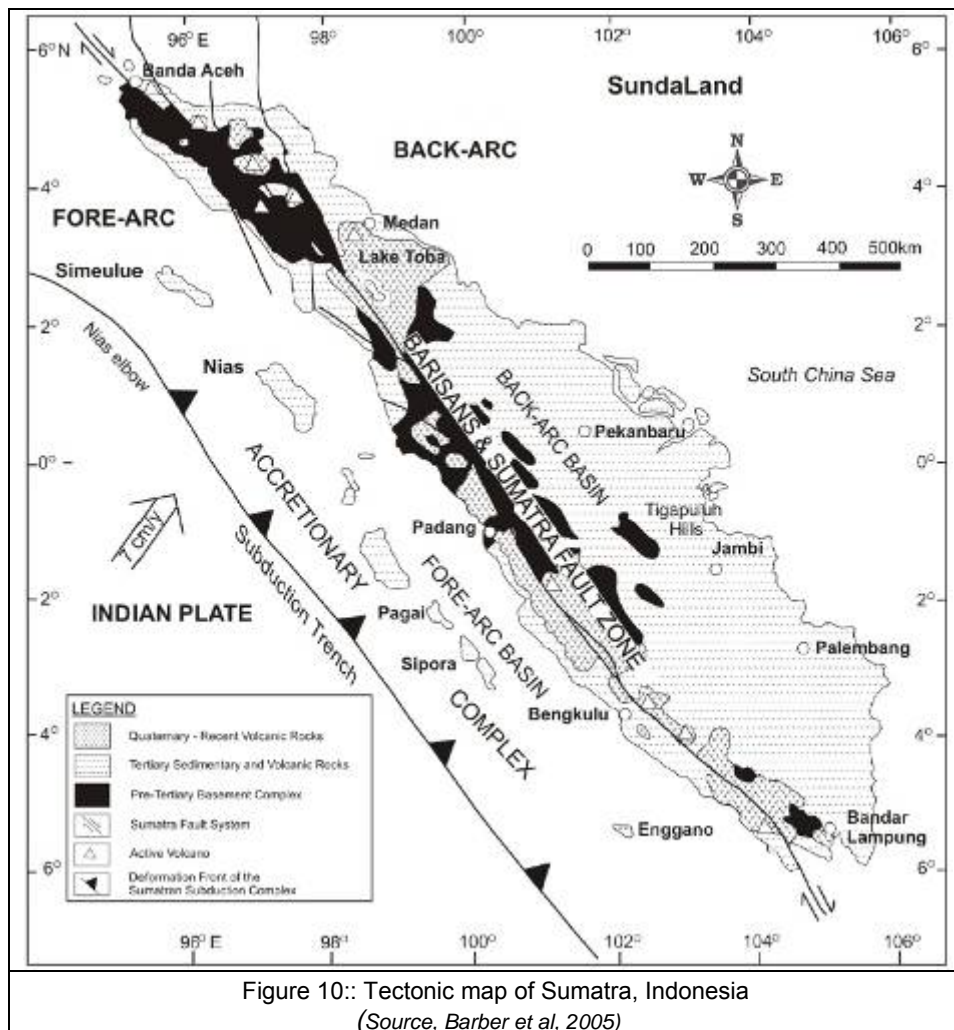 96° E
98°
100°
102°
104°
106°
6° N
Banda Aceh
SundaLand
6°
BACK-ARC
N
W
E
S
4°
4°
FORE-ARC
Medan
0 100 200 300 400 500km
Lake Toba
Simeulue
2°
2°
Nias elbow
Nias
BARISANS & SUMATRA FAULT ZONE
BACK-ARC BASIN
South China Sea
Pekanbaru
0°
0°
ACCRETIONARY
COMPLEX
Tigapuluh
Hills
Jambi
7 cm/y
Padang
Subduction Trench
FORE-ARC BASIN
INDIAN PLATE
2°
2°
Pagai
Palembang
Sipora
Bengkulu
LEGEND
Quaternary - Recent Volcanic Rocks
Tertiary Sedimentary and Volcanic Rocks
Pre-Tertiary Basement Complex
Sumatra Fault System
Active Volcano
Deformation Front of the
Sumatran Subduction Complex
4°
4°
Enggano
Bandar
Lampung
6°
6°
96° E
98°
100°
102°
104°
106°
Figure 10:: Tectonic map of Sumatra, Indonesia
(Source, Barber et al, 2005)